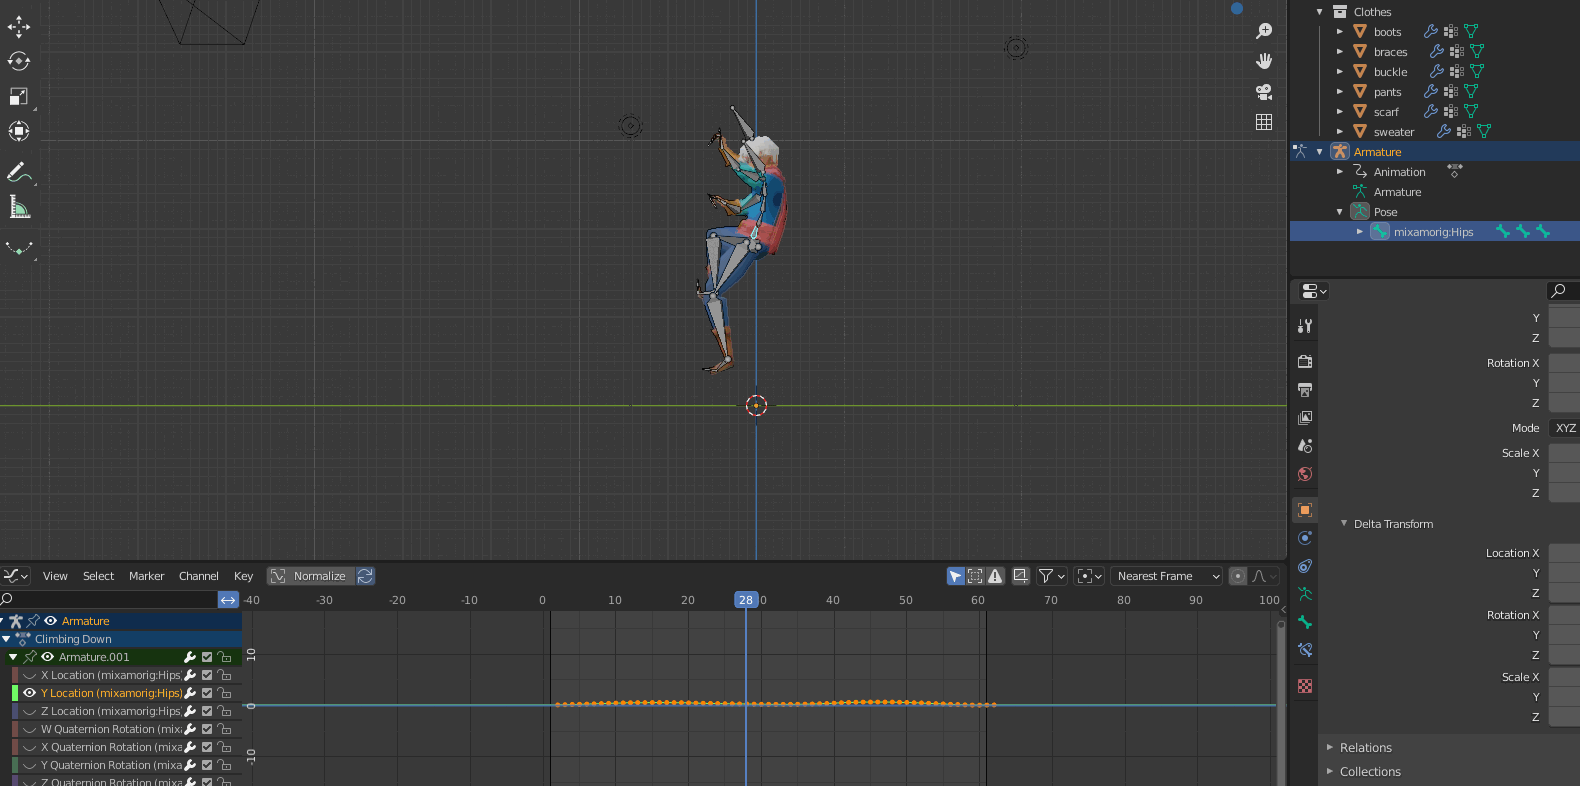 Clothes
boots
braces
buckle
pants
scarf
sweater
Armature
Animation
Armature
Pose
mixamorig:Hips
Y
Z
Rotation X
Y
Z
Mode XYZ
Scale X
Y
Z
Delta Transform
Location X
Y
Z
Rotation X
Y
Z
Scale X
Y
Z
Relations
Collections
View Select Marker Channel Key Normalize Nearest Frame
-40 -30 -20 -10 0 10 20 28 0 40 50 60 70 80 90 100
Armature
Climbing Down
Armature.001
X Location (mixamorig:Hips)
Y Location (mixamorig:Hips)
Z Location (mixamorig:Hips)
W Quaternion Rotation (mixa
X Quaternion Rotation (mixa
Y Quaternion Rotation (mixa
Z Quaternion Rotation (mixa
10
0
-10